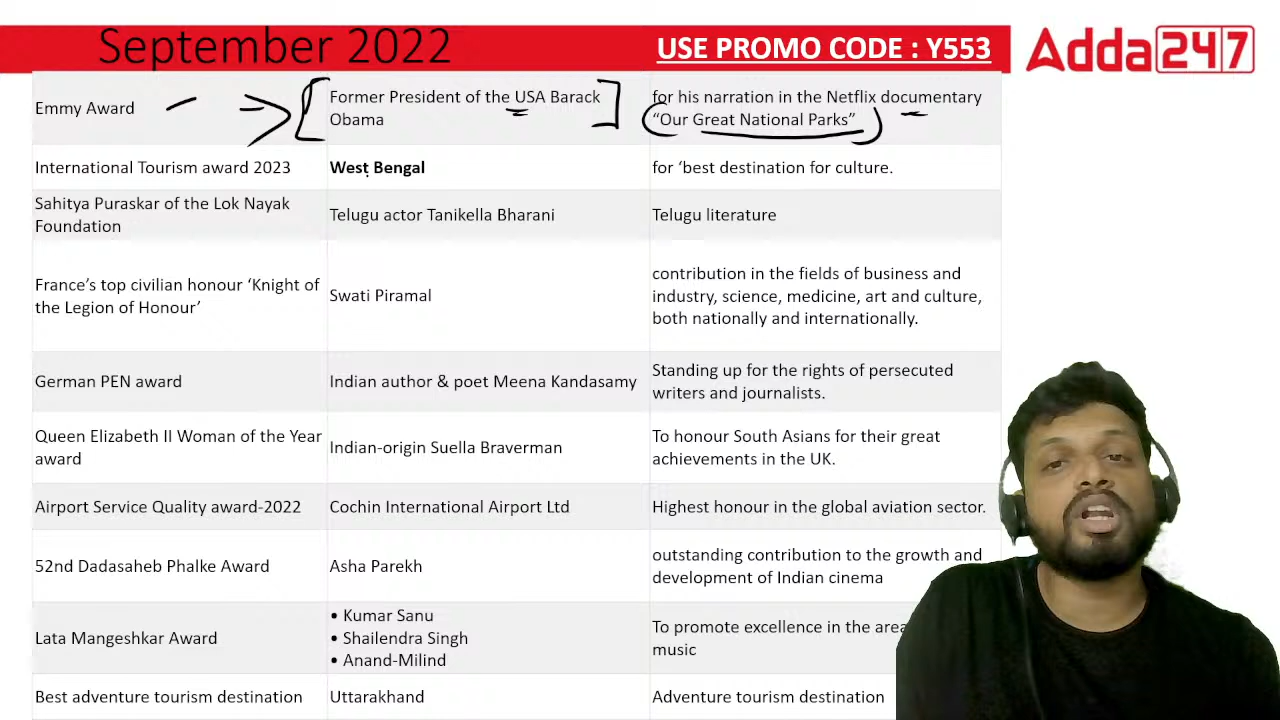 September 2022
USE PROMO CODE : Y553
Adda247
Emmy Award
Former President of the USA Barack
Obama
for his narration in the Netflix documentary
“Our Great National Parks”
International Tourism award 2023
West Bengal
for ‘best destination for culture.
Sahitya Puraskar of the Lok Nayak
Foundation
Telugu actor Tanikella Bharani
Telugu literature
France’s top civilian honour ‘Knight of
the Legion of Honour’
Swati Piramal
contribution in the fields of business and
industry, science, medicine, art and culture,
both nationally and internationally.
German PEN award
Indian author & poet Meena Kandasamy
Standing up for the rights of persecuted
writers and journalists.
Queen Elizabeth II Woman of the Year
award
Indian-origin Suella Braverman
To honour South Asians for their great
achievements in the UK.
Airport Service Quality award-2022
Cochin International Airport Ltd
Highest honour in the global aviation sector.
52nd Dadasaheb Phalke Award
Asha Parekh
outstanding contribution to the growth and
development of Indian cinema
Lata Mangeshkar Award
• Kumar Sanu
• Shailendra Singh
• Anand-Milind
To promote excellence in the area
music
Best adventure tourism destination
Uttarakhand
Adventure tourism destination